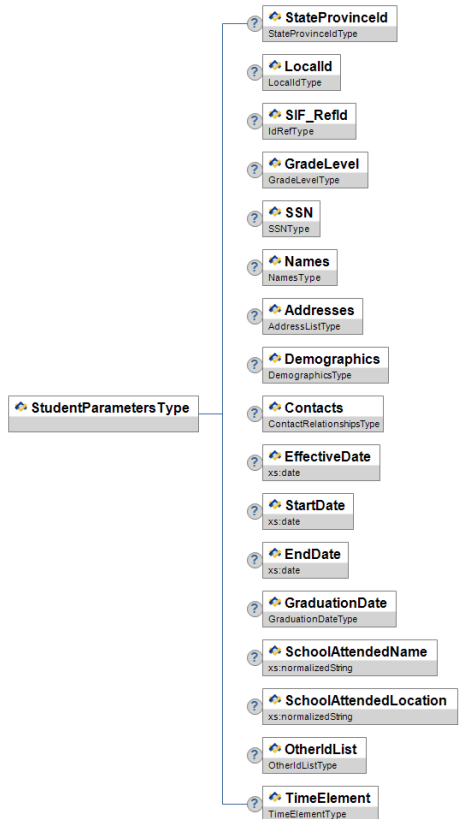 ?
StateProvinceId
StateProvinceIdType
?
LocalId
LocalIdType
?
SIF_RefId
IdRefType
?
GradeLevel
GradeLevelType
?
SSN
SSNType
?
Names
NamesType
?
Addresses
AddressListType
?
Demographics
DemographicsType
StudentParametersType
?
Contacts
ContactRelationshipsType
?
EffectiveDate
xs:date
?
StartDate
xs:date
?
EndDate
xs:date
?
GraduationDate
GraduationDateType
?
SchoolAttendedName
xs:normalizedString
?
SchoolAttendedLocation
xs:normalizedString
?
OtherIdList
OtherIdListType
?
TimeElement
TimeElementType